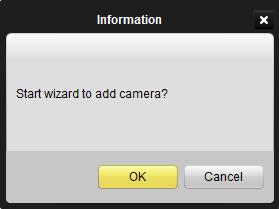 Information
Start wizard to add camera?
OK
Cancel